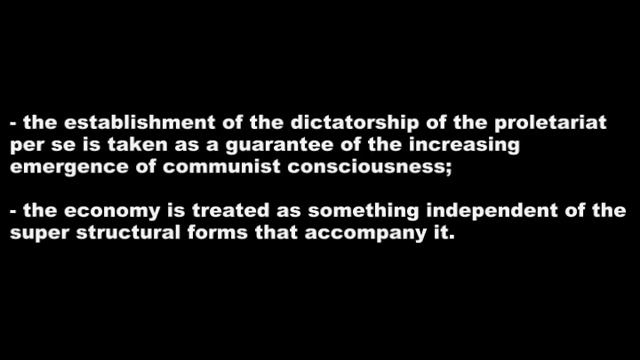 - the establishment of the dictatorship of the proletariat
per se is taken as a guarantee of the increasing
emergence of communist consciousness;
- the economy is treated as something independent of the
super structural forms that accompany it.